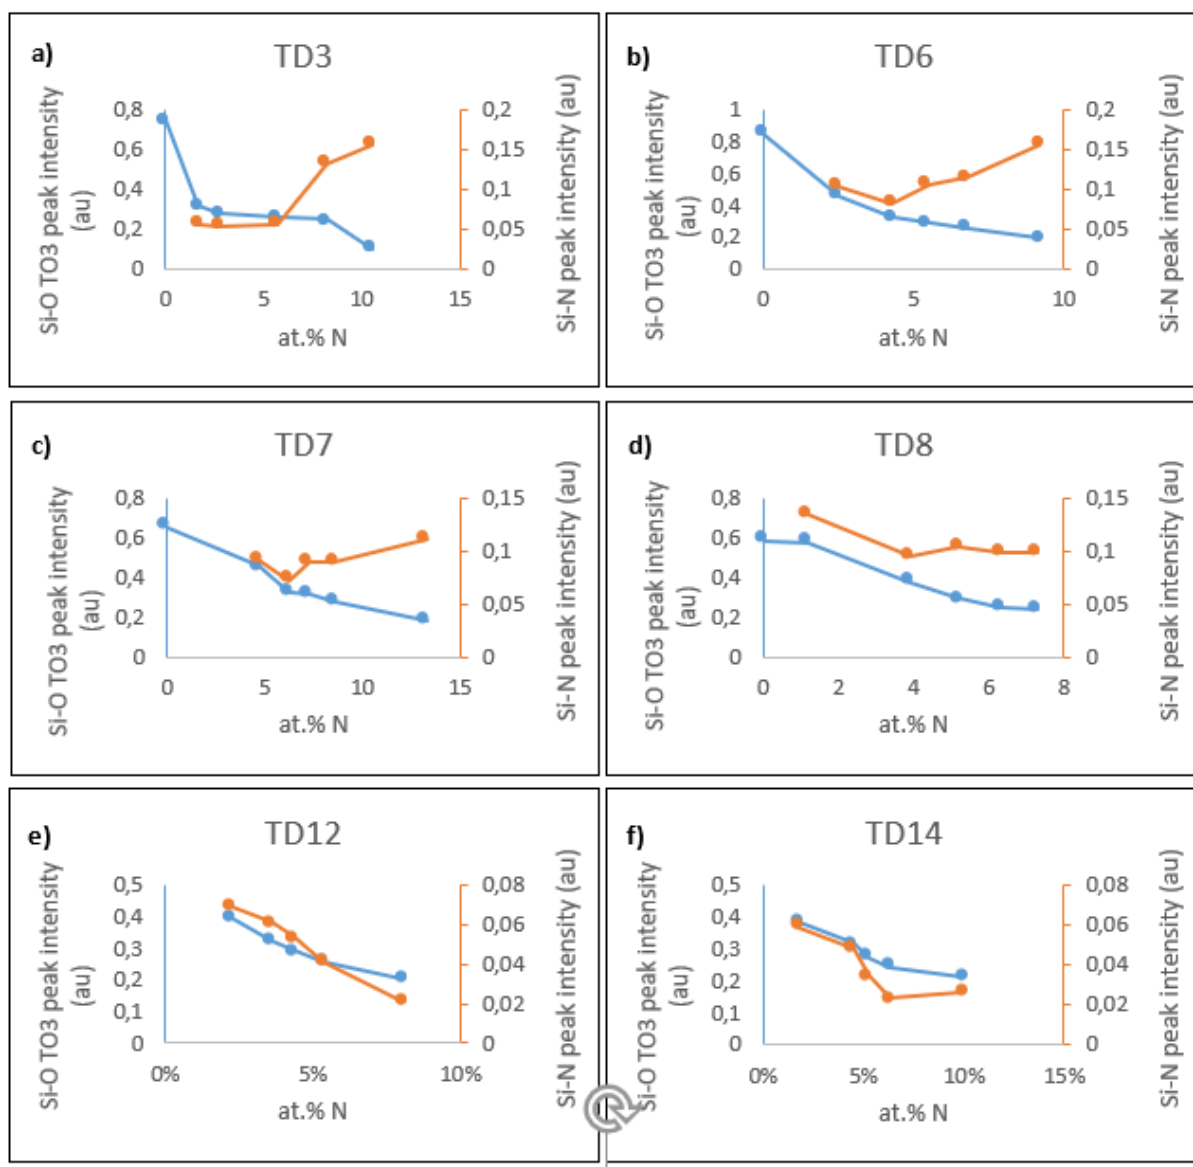 a)
TD3
Si-O TO3 peak intensity
(au)
0,8
0,6
0,4
0,2
0
0,2
0,15
0,1
0,05
0
Si-N peak intensity (au)
0
5
10
15
at.% N
b)
TD6
Si-O TO3 peak intensity
(au)
1
0,8
0,6
0,4
0,2
0
0,2
0,15
0,1
0,05
0
Si-N peak intensity (au)
0
5
10
at.% N
c)
TD7
Si-O TO3 peak intensity
(au)
0,8
0,6
0,4
0,2
0
0,15
0,1
0,05
0
Si-N peak intensity (au)
0
5
10
15
at.% N
d)
TD8
Si-O TO3 peak intensity
(au)
0,8
0,6
0,4
0,2
0
0,15
0,1
0,05
0
Si-N peak intensity (au)
0
2
4
6
8
at.% N
e)
TD12
Si-O TO3 peak intensity
(au)
0,5
0,4
0,3
0,2
0,1
0
0,08
0,06
0,04
0,02
0
Si-N peak intensity (au)
0%
5%
10%
at.% N
f)
TD14
Si-O TO3 peak intensity
(au)
0,5
0,4
0,3
0,2
0,1
0
0,08
0,06
0,04
0,02
0
Si-N peak intensity (au)
0%
5%
10%
15%
at.% N